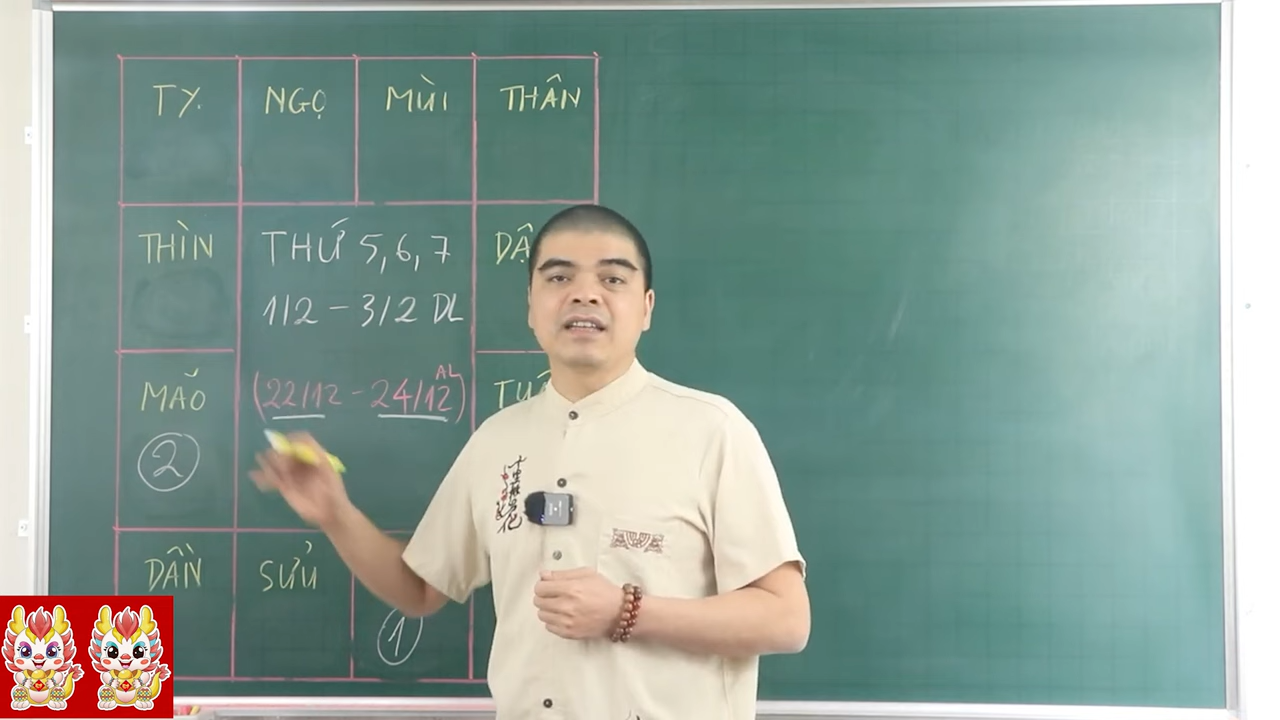 TỴ. NGỌ MÙI THÂN
THÌN
THỨ 5,6,7
1/2 – 3/2 DL
MÃO
(22/12 – 24/12) AL
2
DẦN SỬU
1